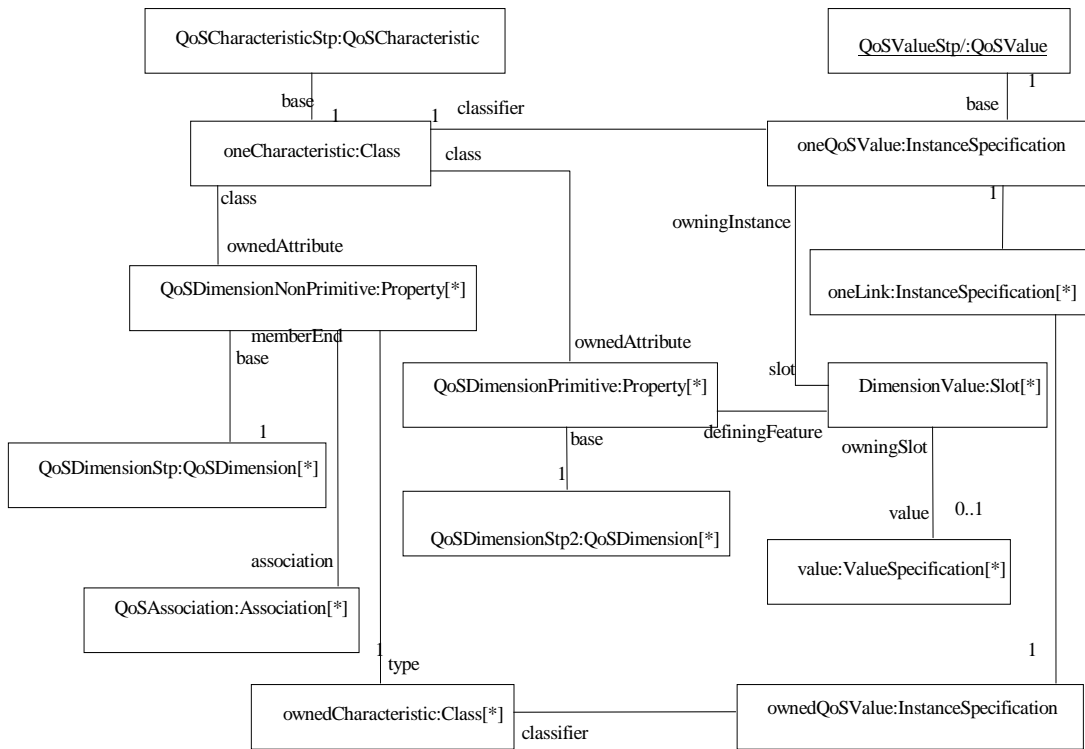 QoSCharacteristicStp:QoSCharacteristic
QoSValueStp/:QoSValue
base
1
1
classifier
1
base
oneCharacteristic:Class
oneQoSValue:InstanceSpecification
class
class
1
owningInstance
ownedAttribute
QoSDimensionNonPrimitive:Property[*]
oneLink:InstanceSpecification[*]
memberEnd
1
base
ownedAttribute
slot
QoSDimensionPrimitive:Property[*]
DimensionValue:Slot[*]
definingFeature
base
owningSlot
1
QoSDimensionStp:QoSDimension[*]
1
value
0..1
QoSDimensionStp2:QoSDimension[*]
association
value:ValueSpecification[*]
QoSAssociation:Association[*]
1
type
1
ownedCharacteristic:Class[*]
ownedQoSValue:InstanceSpecification
classifier